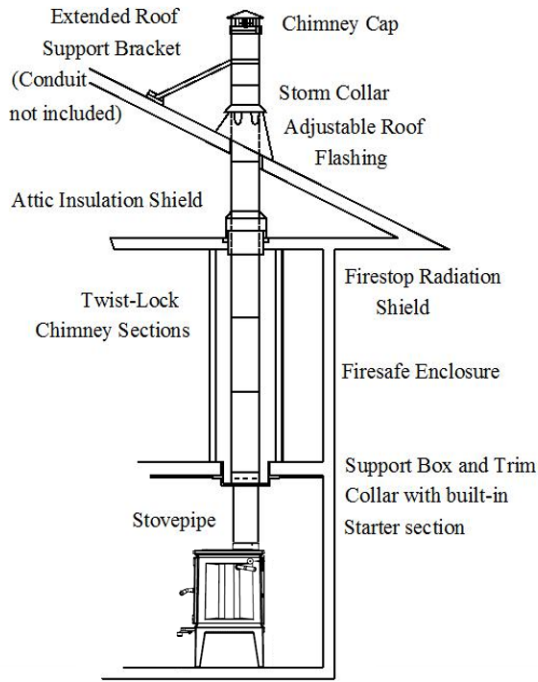 Extended Roof
Support Bracket
(Conduit
not included)
Chimney Cap
Storm Collar
Adjustable Roof
Flashing
Attic Insulation Shield
Firestop Radiation
Shield
Twist-Lock
Chimney Sections
Firesafe Enclosure
Support Box and Trim
Collar with built-in
Starter section
Stovepipe